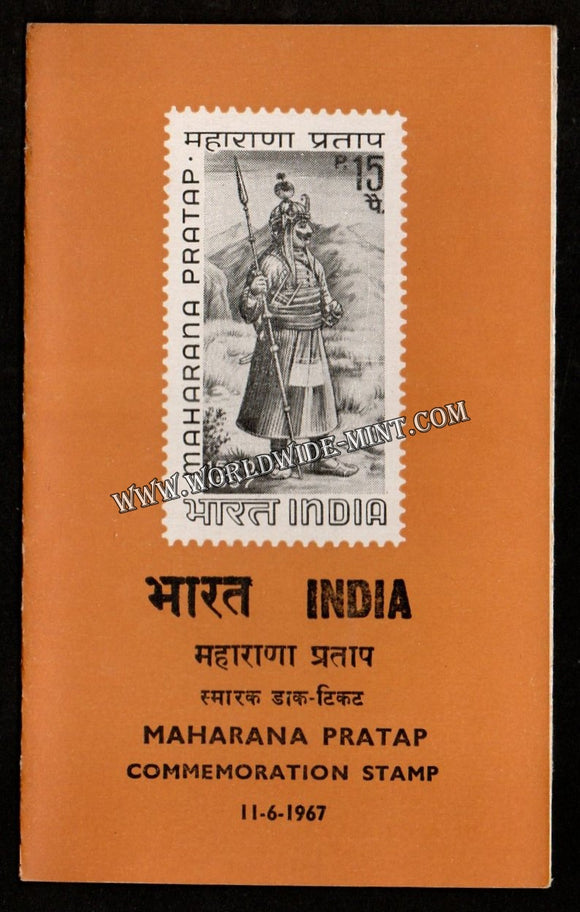 महाराणा प्रताप
MAHARANA PRATAP
P. 15
पै.
भारत INDIA
WWW.WORLDWIDE-MINT.COM
भारत INDIA
महाराणा प्रताप
स्मारक डाक-टिकट
MAHARANA PRATAP
COMMEMORATION STAMP
11-6-1967